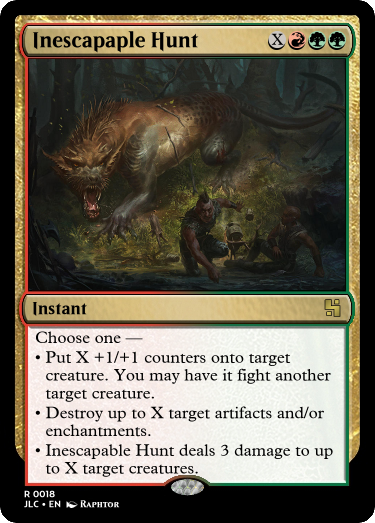 Inescapaple Hunt X
Instant
Choose one —
• Put X +1/+1 counters onto target
creature. You may have it fight another
target creature.
• Destroy up to X target artifacts and/or
enchantments.
• Inescapable Hunt deals 3 damage to up
to X target creatures.
R 0018
JLC • EN Raphtor